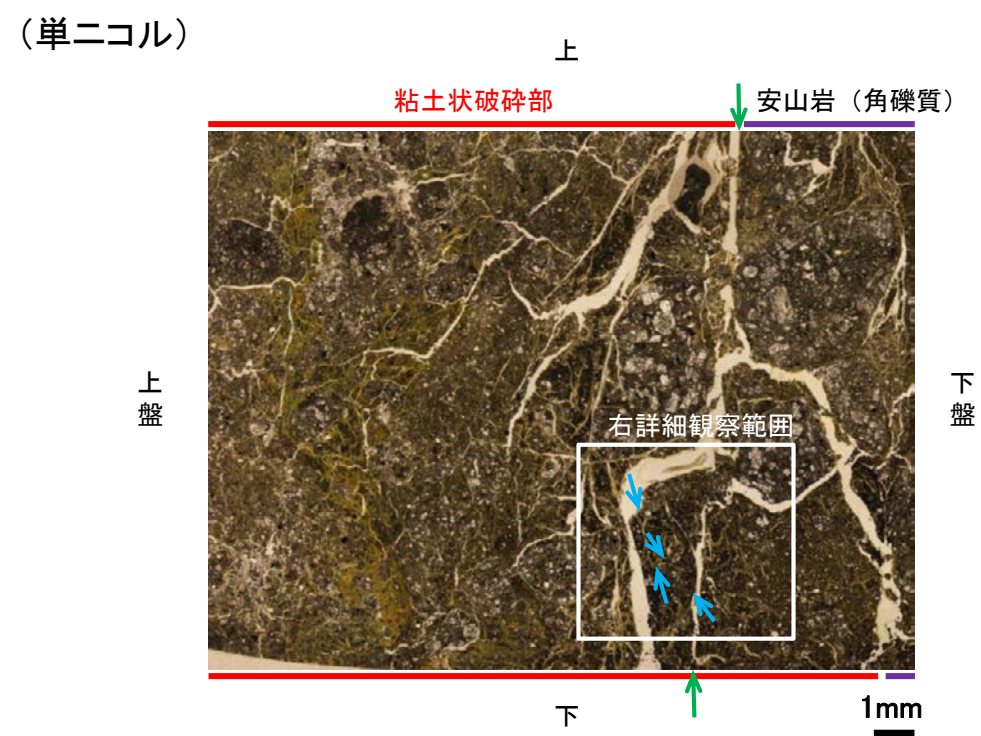 （単ニコル）
上
粘土状破砕部
安山岩（角礫質）
上盤
下盤
右詳細観察範囲
下
1mm